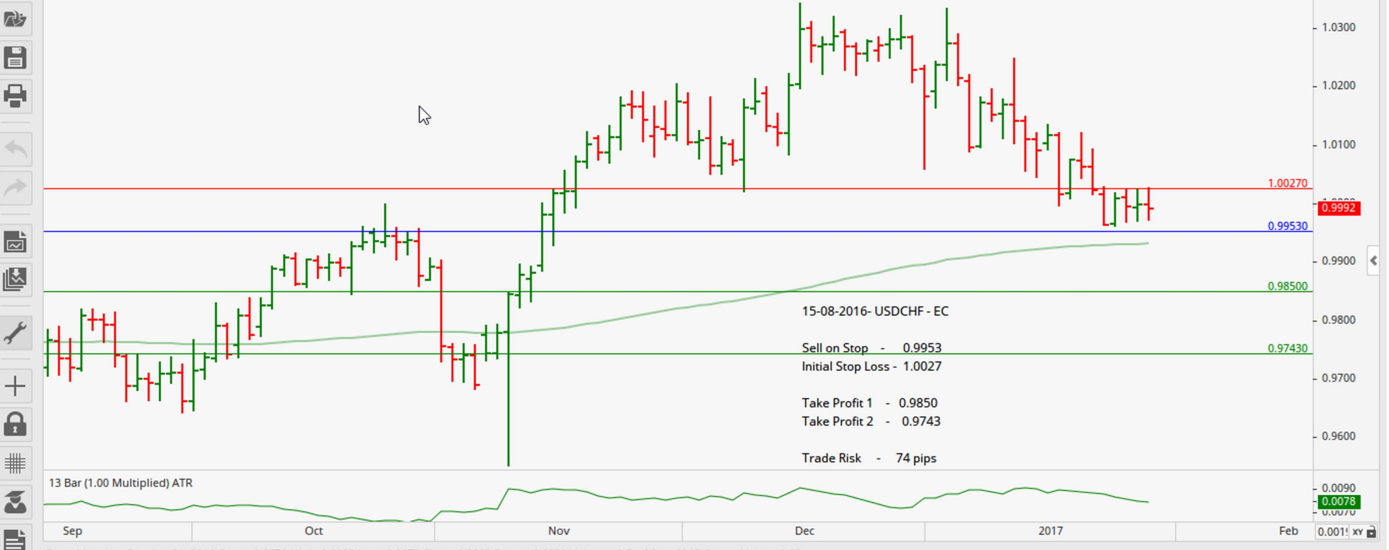 1.0300
1.0200
1.0100
1.00270
0.9992
0.99530
0.9900
0.98500
15-08-2016- USDCHF - EC
0.9800
Sell on Stop - 0.9953
0.97430
Initial Stop Loss - 1.0027
0.9700
Take Profit 1 - 0.9850
Take Profit 2 - 0.9743
0.9600
Trade Risk - 74 pips
13 Bar (1.00 Multiplied) ATR
0.0090
0.0078
Sep Oct Nov Dec 2017 Feb XY